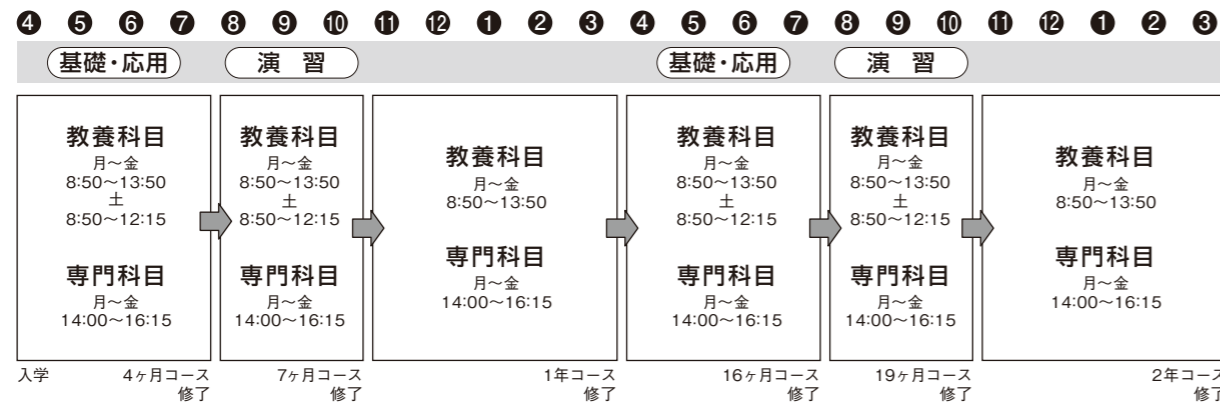 ❹ ❺ ❻ ❼ ❽ ❾ ❿ ⓫ ⓬ ❶ ❷ ❸ ❹ ❺ ❻ ❼ ❽ ❾ ❿ ⓫ ⓬ ❶ ❷ ❸
基礎・応用
演 習
基礎・応用
演 習
教養科目
月〜金
8:50〜13:50
土
8:50〜12:15
専門科目
月〜金
14:00〜16:15
教養科目
月〜金
8:50〜13:50
土
8:50〜12:15
専門科目
月〜金
14:00〜16:15
教養科目
月〜金
8:50〜13:50
専門科目
月〜金
14:00〜16:15
教養科目
月〜金
8:50〜13:50
土
8:50〜12:15
専門科目
月〜金
14:00〜16:15
教養科目
月〜金
8:50〜13:50
土
8:50〜12:15
専門科目
月〜金
14:00〜16:15
教養科目
月〜金
8:50〜13:50
専門科目
月〜金
14:00〜16:15
入学
4ヶ月コース
修了
7ヶ月コース
修了
1年コース
修了
16ヶ月コース
修了
19ヶ月コース
修了
2年コース
修了